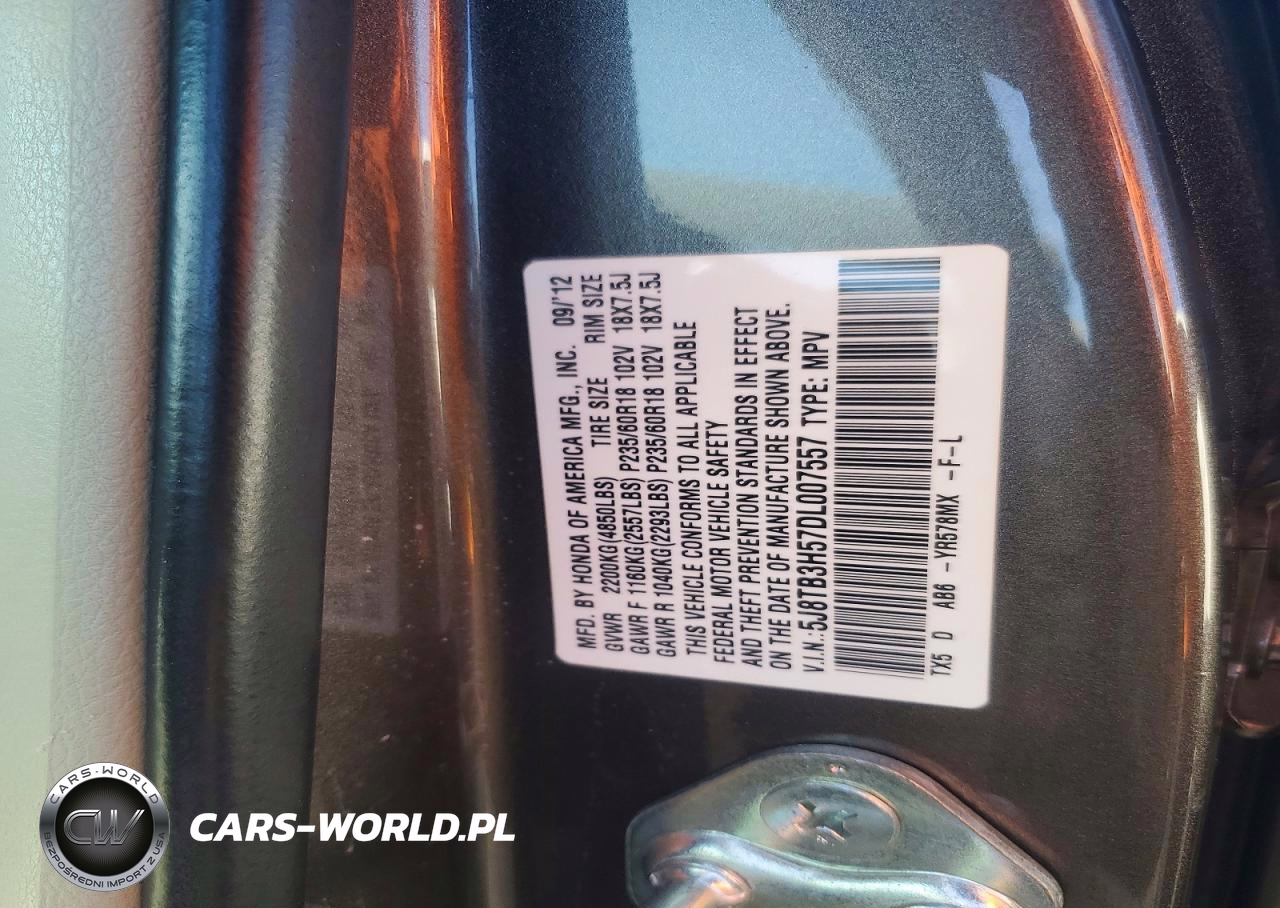 MFD. BY HONDA OF AMERICA MFG., INC. 09/'12
GVWR 2200KG(4850LBS) TIRE SIZE RIM SIZE
GAWR F 1160KG(2557LBS) P235/60R18 102V 18X7.5J
GAWR R 1040KG(2293LBS) P235/60R18 102V 18X7.5J
THIS VEHICLE CONFORMS TO ALL APPLICABLE
FEDERAL MOTOR VEHICLE SAFETY
AND THEFT PREVENTION STANDARDS IN EFFECT
ON THE DATE OF MANUFACTURE SHOWN ABOVE.
V.I.N.:5J8TB3H57DL007557 TYPE: MPV
TX5 D AB6 -YR578MX -F-L
CARS-WORLD
CW
BEZPOŚREDNI IMPORT Z USA
CARS-WORLD.PL